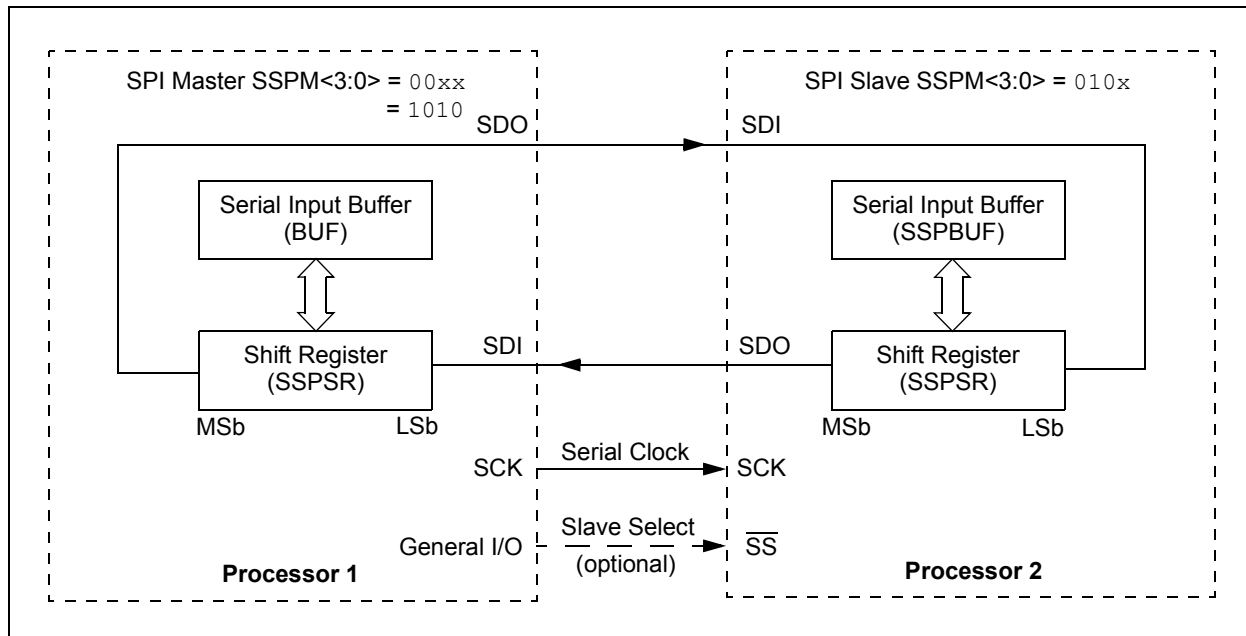 SPI Master SSPM<3:0> = 00xx
= 1010
SDO
Serial Input Buffer
(BUF)
Shift Register
(SSPSR)
MSb
LSb
SDI
SCK
General I/O
Processor 1
Serial Clock
Slave Select
(optional)
SPI Slave SSPM<3:0> = 010x
SDI
Serial Input Buffer
(SSPBUF)
SDO
Shift Register
(SSPSR)
MSb
LSb
SCK
S̅S̅
Processor 2